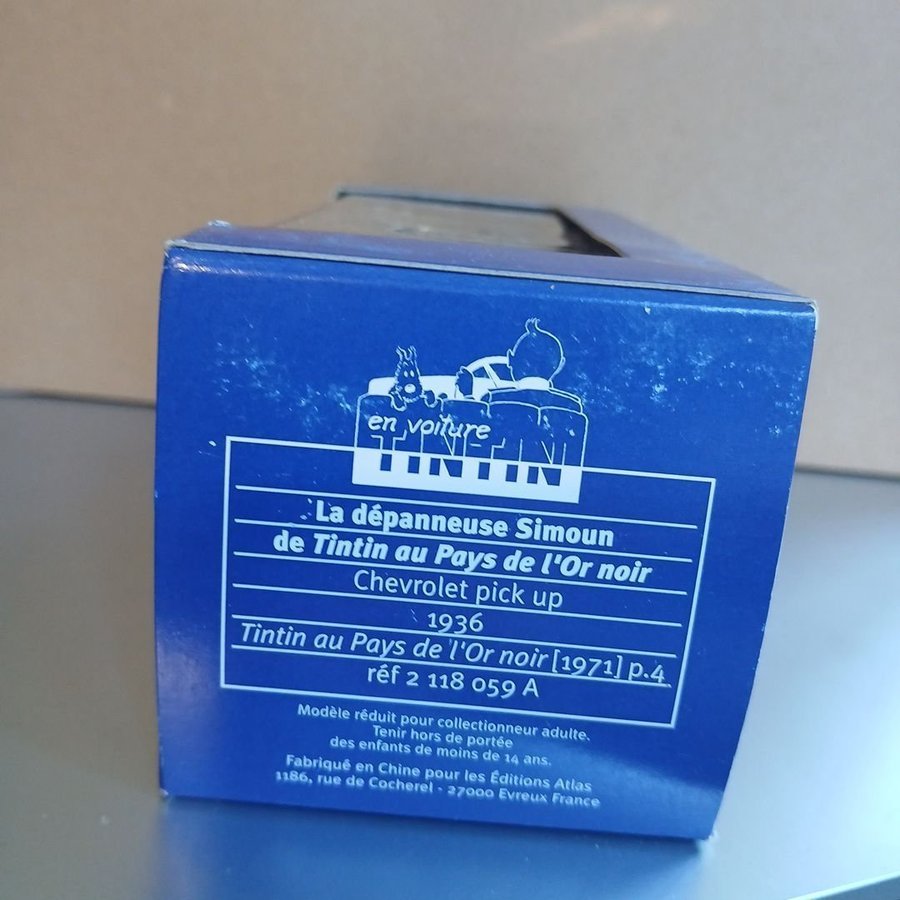 en voiture
TINTIN
La dépanneuse Simoun
de Tintin au Pays de l'Or noir
Chevrolet pick up
1936
Tintin au Pays de l'Or noir [1971] p.4
réf 2 118 059 A
Modèle réduit pour collectionneur adulte.
Tenir hors de portée
des enfants de moins de 14 ans.
Fabriqué en Chine pour les Éditions Atlas
1186, rue de Cocherel - 27000 Evreux France